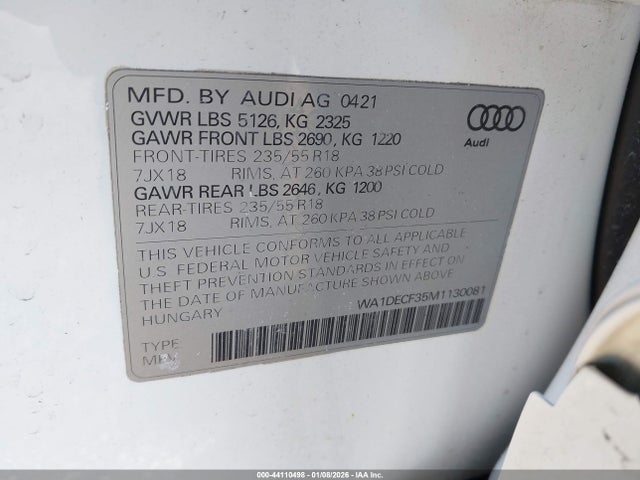 MFD. BY AUDI AG 0421
GVWR LBS 5126, KG 2325
GAWR FRONT LBS 2690, KG 1220
FRONT-TIRES 235/55 R18
7JX18 RIMS, AT 260 KPA 38 PSI COLD
GAWR REAR LBS 2646, KG 1200
REAR-TIRES 235/55 R18
7JX18 RIMS, AT 260 KPA 38 PSI COLD
Audi
THIS VEHICLE CONFORMS TO ALL APPLICABLE
U.S. FEDERAL MOTOR VEHICLE SAFETY AND
THEFT PREVENTION STANDARDS IN EFFECT ON
THE DATE OF MANUFACTURE SHOWN ABOVE
HUNGARY
WA1DECF35M1130081
TYPE
MPV
000-44110498 - 01/08/2026 - IAAI.COM